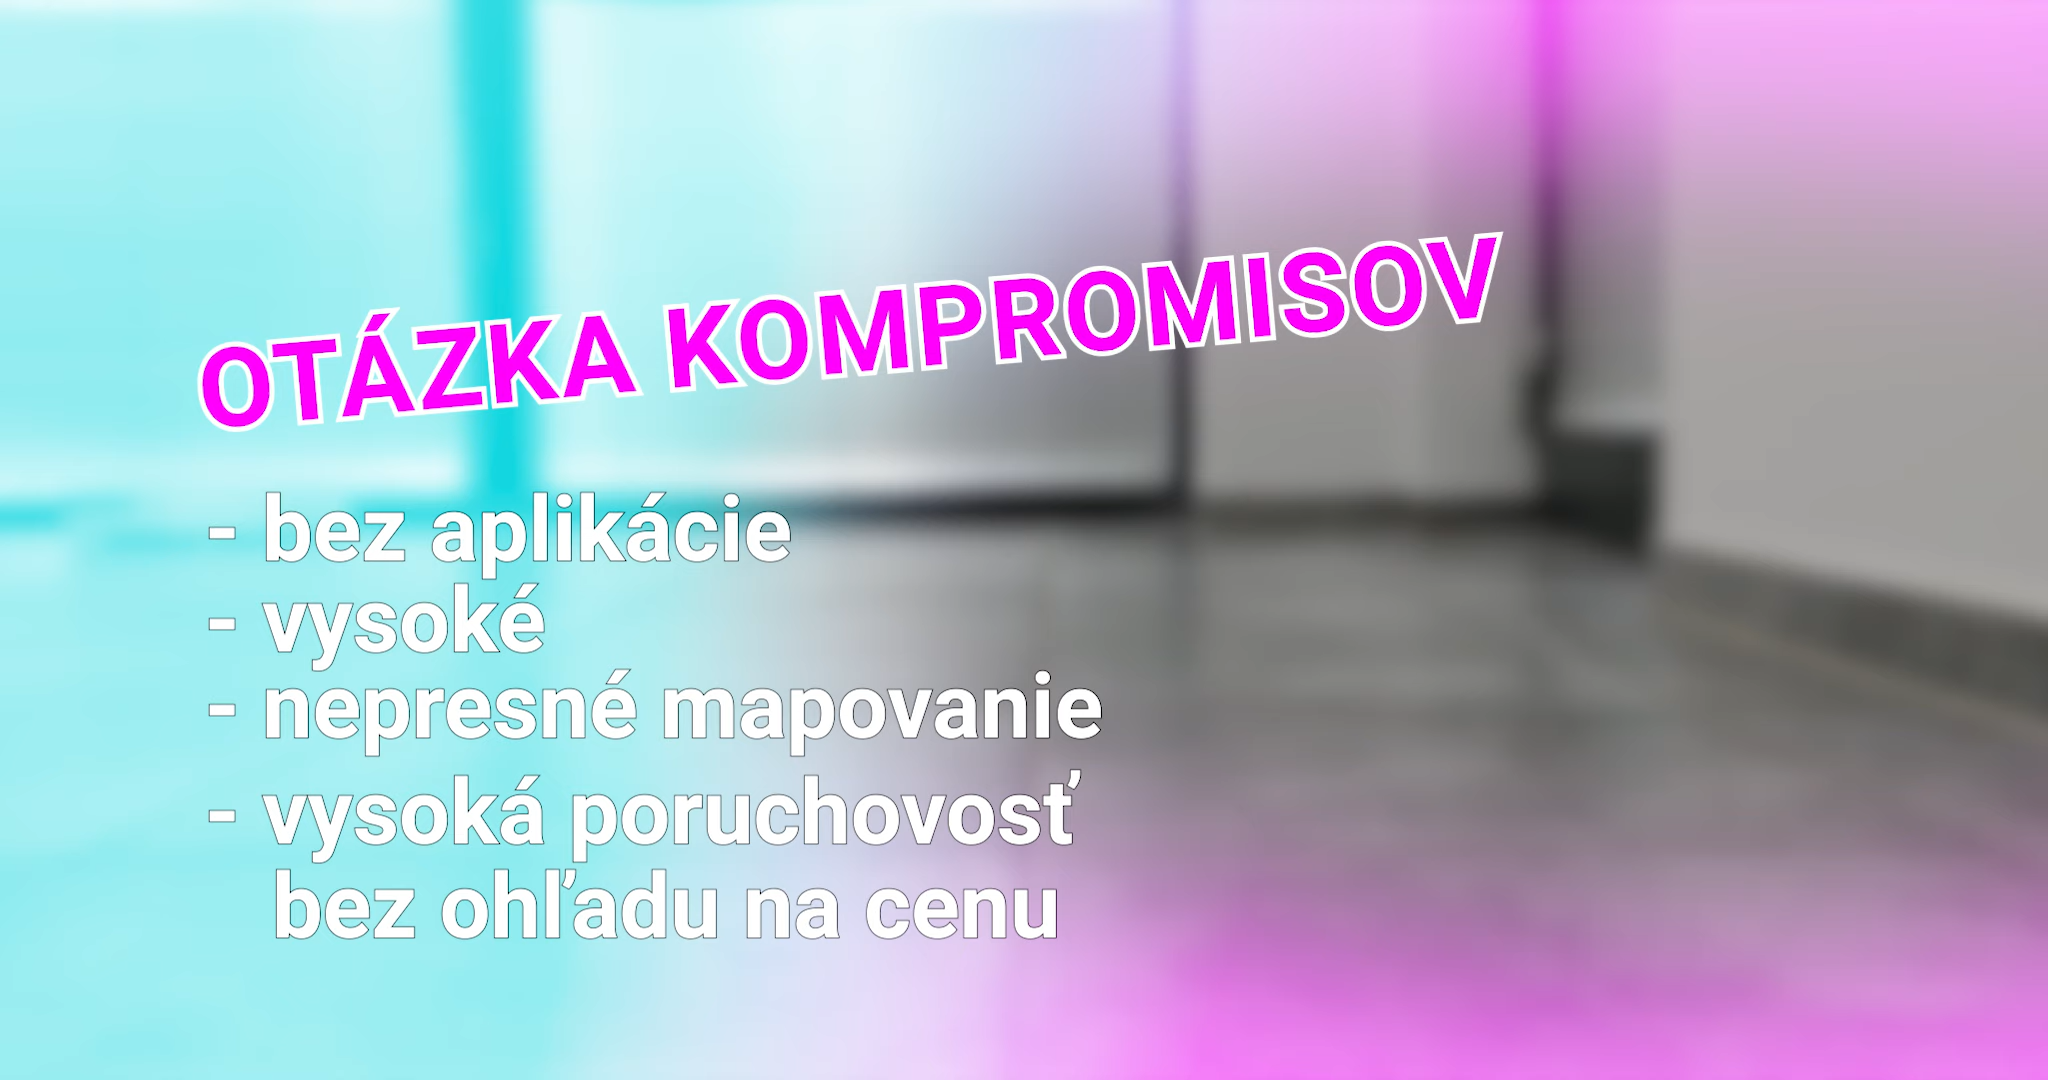 OTÁZKA KOMPROMISOV
- bez aplikácie
- vysoké
- nepresné mapovanie
- vysoká poruchovosť
bez ohľadu na cenu